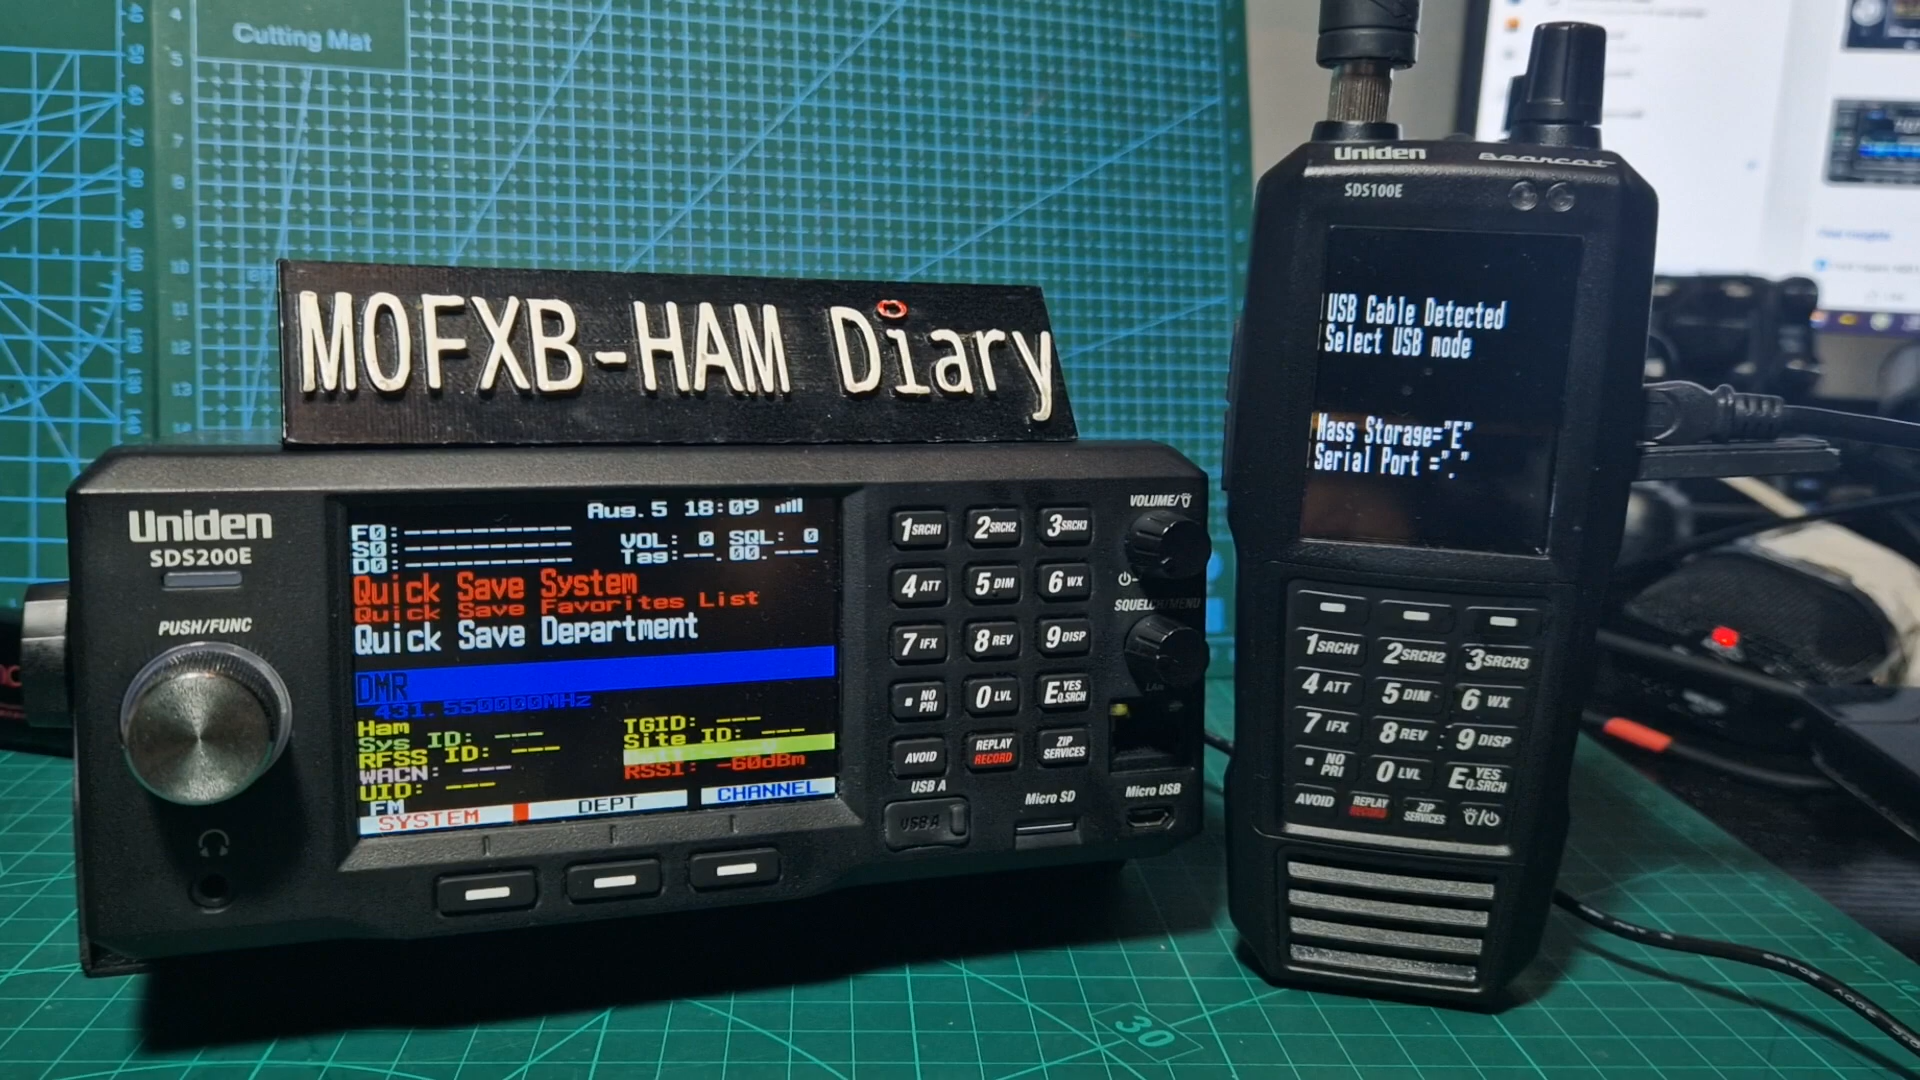 Cutting Mat
M0FXB-HAM Diary
Uniden
SDS200E
PUSH/FUNC
Aug. 5 18:09
F0:----------
S0:----------
D0:----------
VOL: 0 SQL: 0
Tag:--.00.---
Quick Save System
Quick Save Favorites List
Quick Save Department
DMR
431.550000MHz
Ham
TGID: ---
Sys ID: ---
Site ID: ---
RFSS ID: ---
WACN: ---
RSSI: -60dBm
UID: ---
FM
SYSTEM
DEPT
CHANNEL
1 SRCH1
2 SRCH2
3 SRCH3
4 ATT
5 DIM
6 WX
7 IFX
8 REV
9 DISP
. NO PRI
0 LVL
E YES Q.SRCH
AVOID
REPLAY RECORD
ZIP SERVICES
VOLUME/
SQUELCH/MENU
USB A
USB A
Micro SD
Micro USB
Uniden
Bearcat
SDS100E
USB Cable Detected
Select USB mode
Mass Storage="E"
Serial Port ="."
1 SRCH1
2 SRCH2
3 SRCH3
4 ATT
5 DIM
6 WX
7 IFX
8 REV
9 DISP
. NO PRI
0 LVL
E YES Q.SRCH
AVOID
REPLAY RECORD
ZIP SERVICES
30